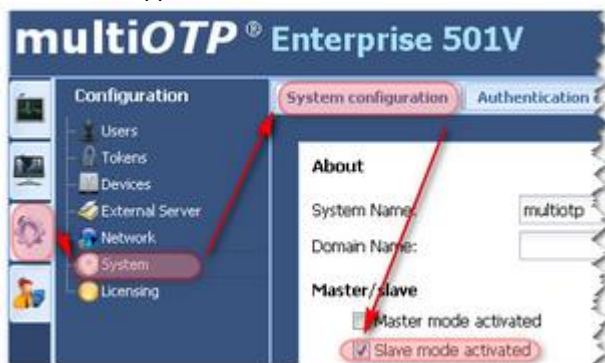 multiOTP ® Enterprise 501V
Configuration
Users
Tokens
Devices
External Server
Network
System
Licensing
System configuration
Authentication
About
System Name:
multiotp
Domain Name:
Master/slave
Master mode activated
Slave mode activated